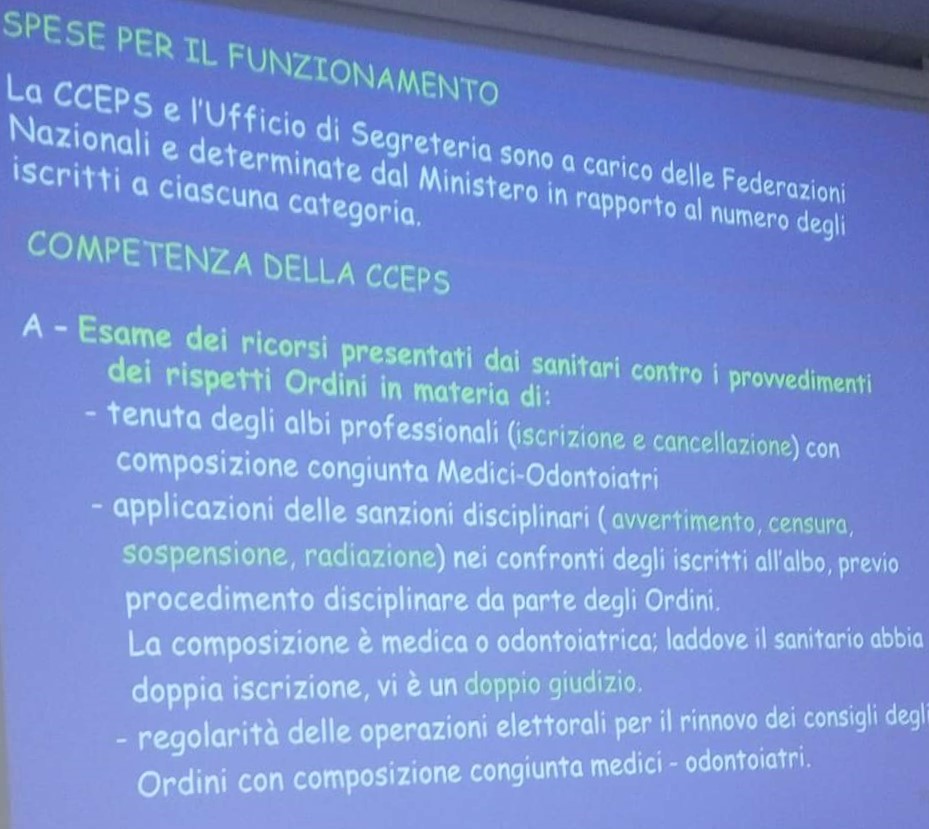 SPESE PER IL FUNZIONAMENTO
La CCEPS e l'Ufficio di Segreteria sono a carico delle Federazioni
Nazionali e determinate dal Ministero in rapporto al numero degli
iscritti a ciascuna categoria.
COMPETENZA DELLA CCEPS
A - Esame dei ricorsi presentati dai sanitari contro i provvedimenti
dei rispetti Ordini in materia di:
- tenuta degli albi professionali (iscrizione e cancellazione) con
composizione congiunta Medici-Odontoiatri
- applicazioni delle sanzioni disciplinari ( avvertimento, censura,
sospensione, radiazione) nei confronti degli iscritti all'albo, previo
procedimento disciplinare da parte degli Ordini.
La composizione è medica o odontoiatrica; laddove il sanitario abbia
doppia iscrizione, vi è un doppio giudizio.
- regolarità delle operazioni elettorali per il rinnovo dei consigli degli
Ordini con composizione congiunta medici - odontoiatri.